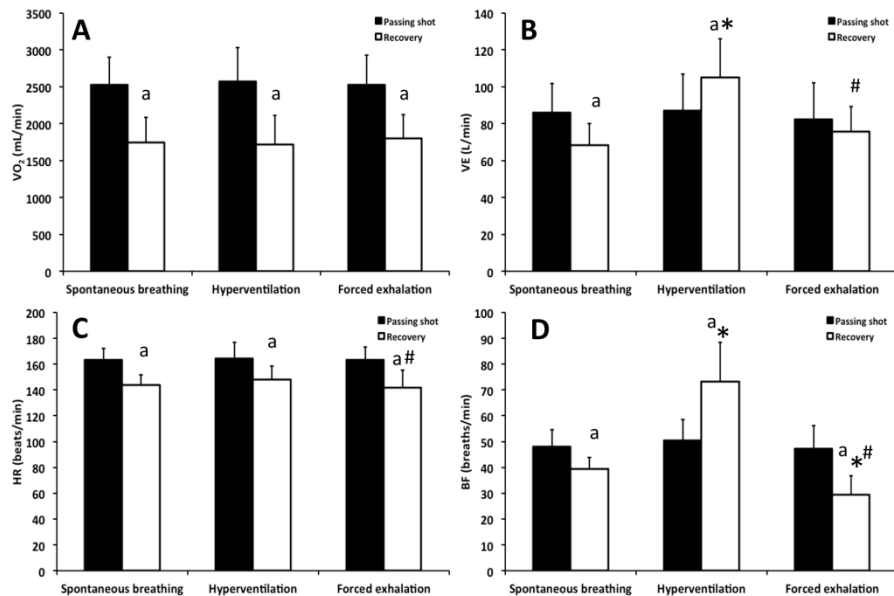 A
Passing shot
Recovery
3500
3000
2500
2000
1500
1000
500
0
VO₂ (mL/min)
a
a
a
Spontaneous breathing
Hyperventilation
Forced exhalation
B
Passing shot
Recovery
140
120
100
80
60
40
20
0
VE (L/min)
a
a*
#
Spontaneous breathing
Hyperventilation
Forced exhalation
C
Passing shot
Recovery
200
180
160
140
120
100
80
60
40
20
0
HR (beats/min)
a
a
a#
Spontaneous breathing
Hyperventilation
Forced exhalation
D
Passing shot
Recovery
100
90
80
70
60
50
40
30
20
10
0
BF (breaths/min)
a
a*
a*#
Spontaneous breathing
Hyperventilation
Forced exhalation